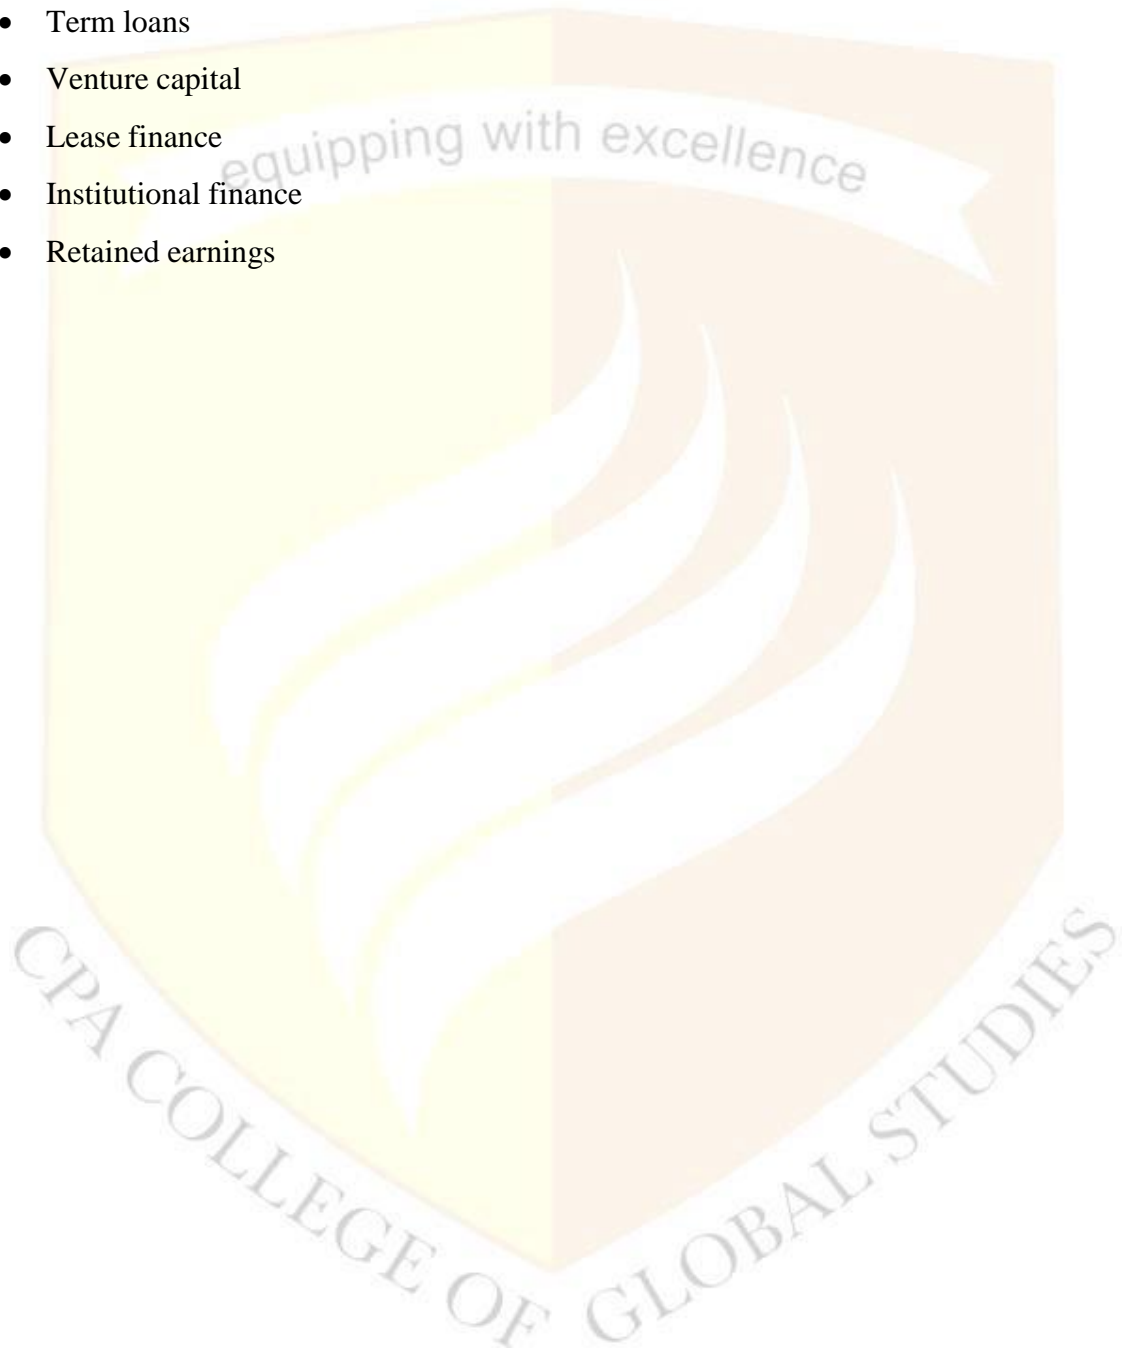 • Term loans
• Venture capital
• Lease finance
• Institutional finance
• Retained earnings
equipping with excellence
CPA COLLEGE OF GLOBAL STUDIES